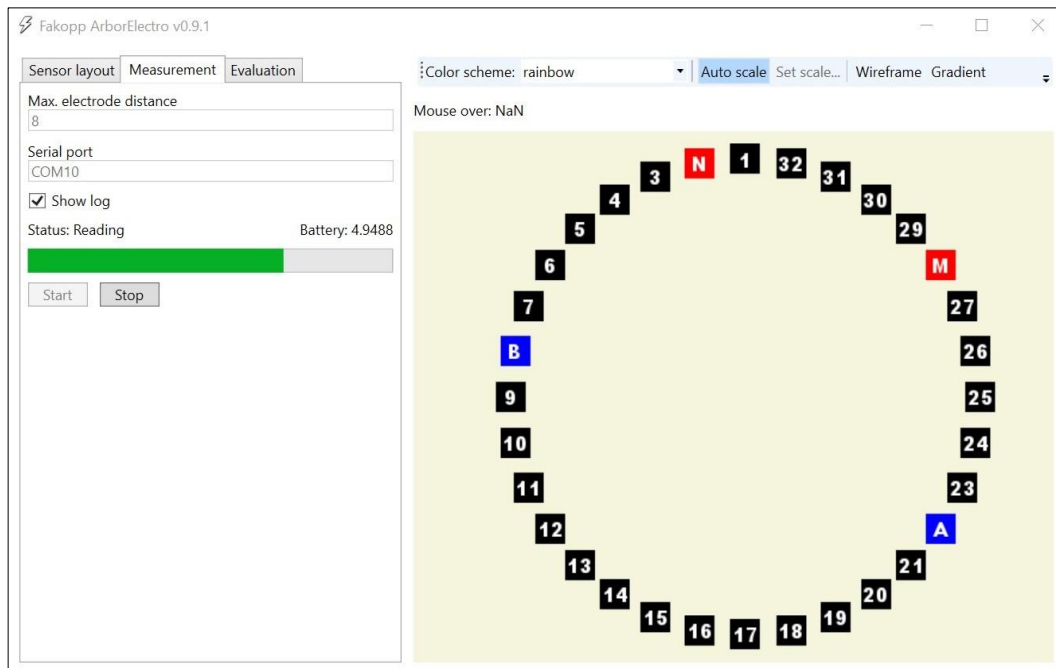 Fakopp ArborElectro v0.9.1
Sensor layout Measurement Evaluation
Max. electrode distance
8
Serial port
COM10
Show log
Status: Reading Battery: 4.9488
Start Stop
Color scheme: rainbow Auto scale Set scale... Wireframe Gradient
Mouse over: NaN
N 1 32
3 31
4 30
5 29
6 M
7 27
B 26
9 25
10 24
11 23
12 A
13 21
14 20
15 19
16 17 18